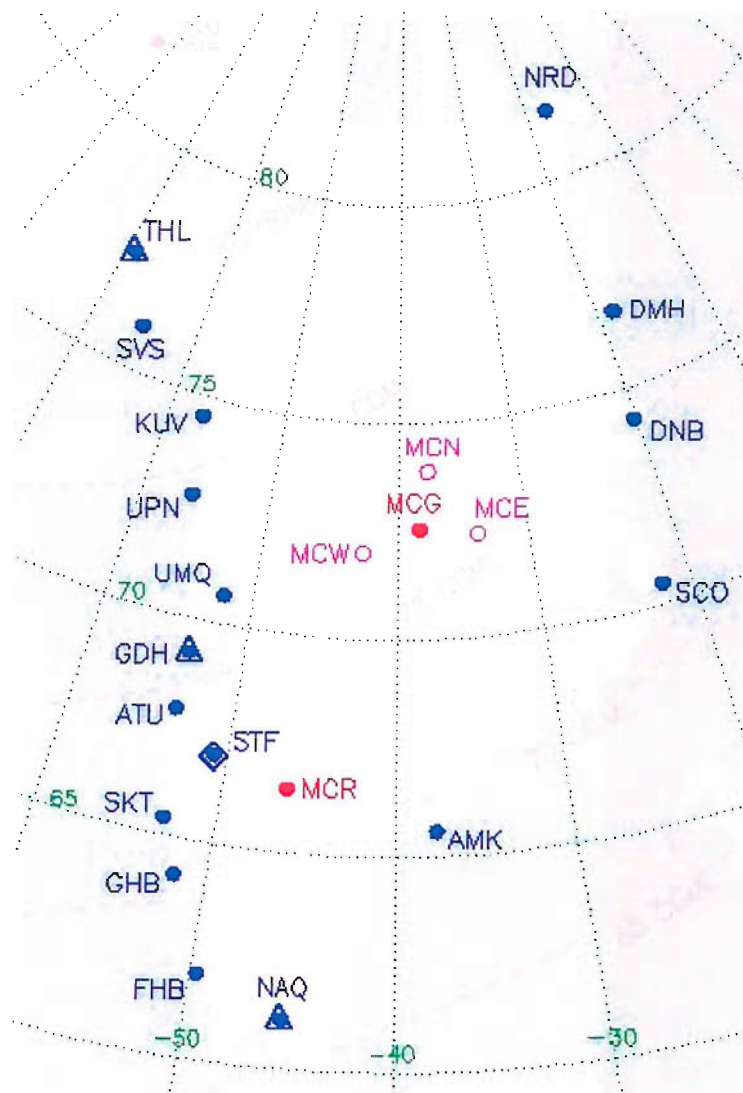 NRD
80
THL
DMH
SVS
75
KUV
DNB
MCN
MCG
MCE
UPN
MCW
UMQ
70
SCO
GDH
ATU
STF
65
SKT
MCR
AMK
GHB
FHB
NAQ
-50
-40
-30